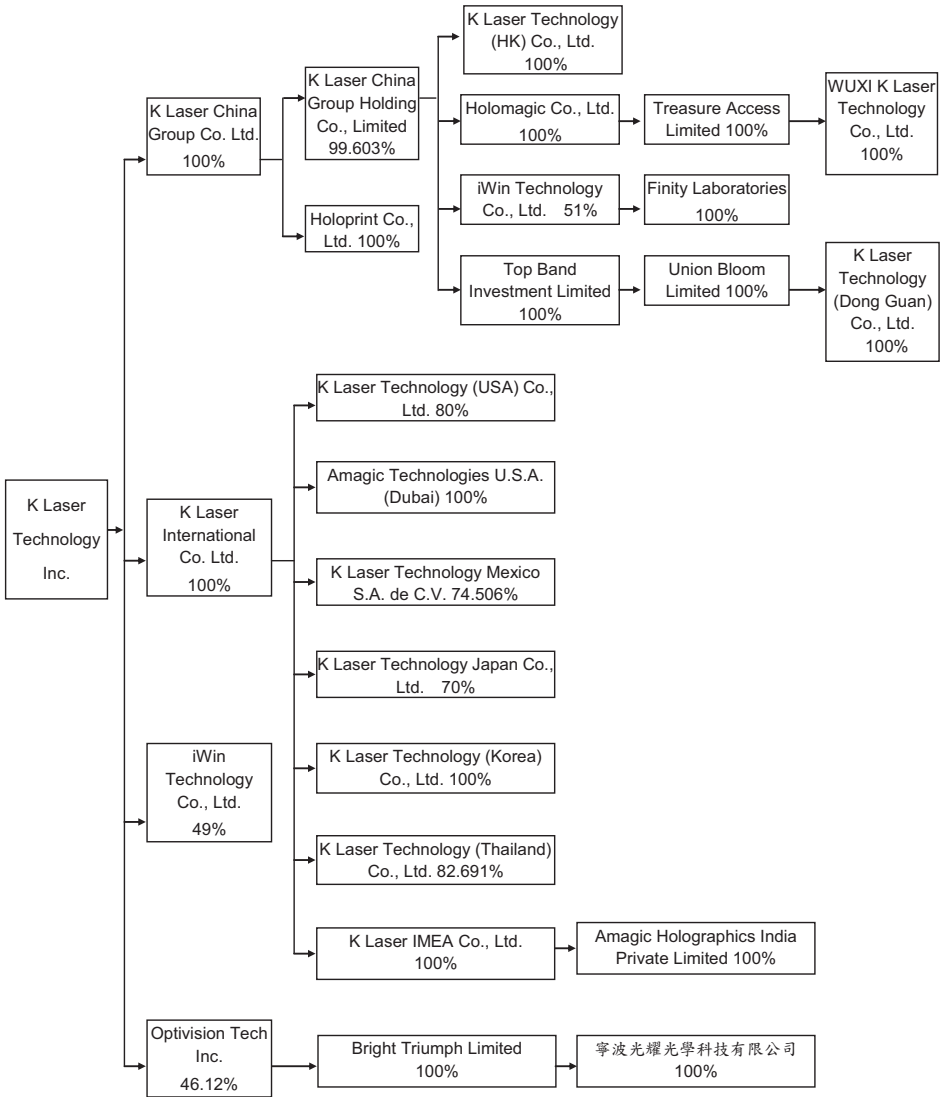 K Laser Technology
(HK) Co., Ltd.
100%
K Laser China
Group Holding
Co., Limited
99.603%
K Laser China
Group Co. Ltd.
100%
Holomagic Co., Ltd.
100%
Treasure Access
Limited 100%
WUXI K Laser
Technology
Co., Ltd.
100%
iWin Technology
Co., Ltd. 51%
Finity Laboratories
100%
Holoprint Co.,
Ltd. 100%
Top Band
Investment Limited
100%
Union Bloom
Limited 100%
K Laser
Technology
(Dong Guan)
Co., Ltd.
100%
K Laser
Technology
Inc.
K Laser
International
Co. Ltd.
100%
K Laser Technology (USA) Co.,
Ltd. 80%
Amagic Technologies U.S.A.
(Dubai) 100%
K Laser Technology Mexico
S.A. de C.V. 74.506%
K Laser Technology Japan Co.,
Ltd. 70%
K Laser Technology (Korea)
Co., Ltd. 100%
K Laser Technology (Thailand)
Co., Ltd. 82.691%
K Laser IMEA Co., Ltd.
100%
Amagic Holographics India
Private Limited 100%
iWin
Technology
Co., Ltd.
49%
Optivision Tech
Inc.
46.12%
Bright Triumph Limited
100%
寧波光耀光學科技有限公司
100%